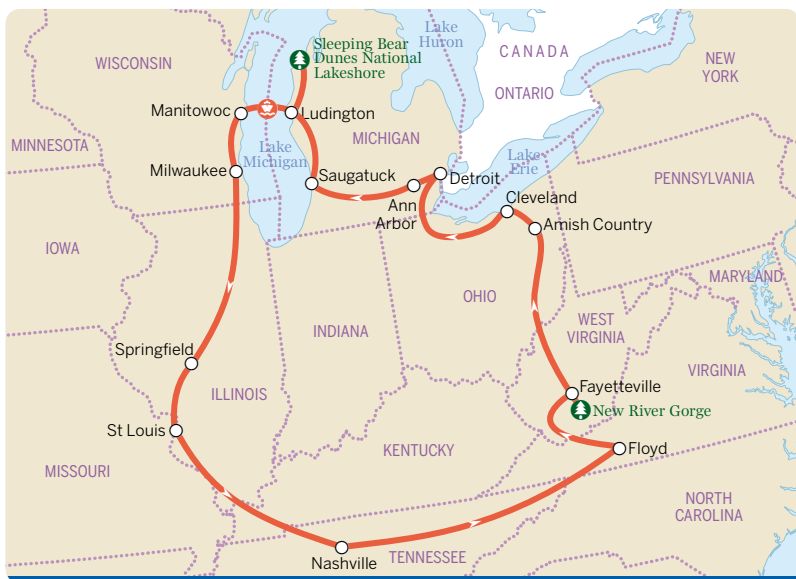 Lake
Huron
Sleeping Bear
Dunes National
Lakeshore
CANADA
WISCONSIN
NEW
YORK
ONTARIO
Manitowoc
Ludington
MICHIGAN
MINNESOTA
Lake
Michigan
Lake
Erie
Milwaukee
Saugatuck
Detroit
PENNSYLVANIA
Ann
Arbor
Cleveland
Amish Country
IOWA
MARYLAND
OHIO
INDIANA
WEST
VIRGINIA
Springfield
VIRGINIA
ILLINOIS
Fayetteville
New River Gorge
St Louis
KENTUCKY
Floyd
MISSOURI
NORTH
CAROLINA
Nashville
TENNESSEE